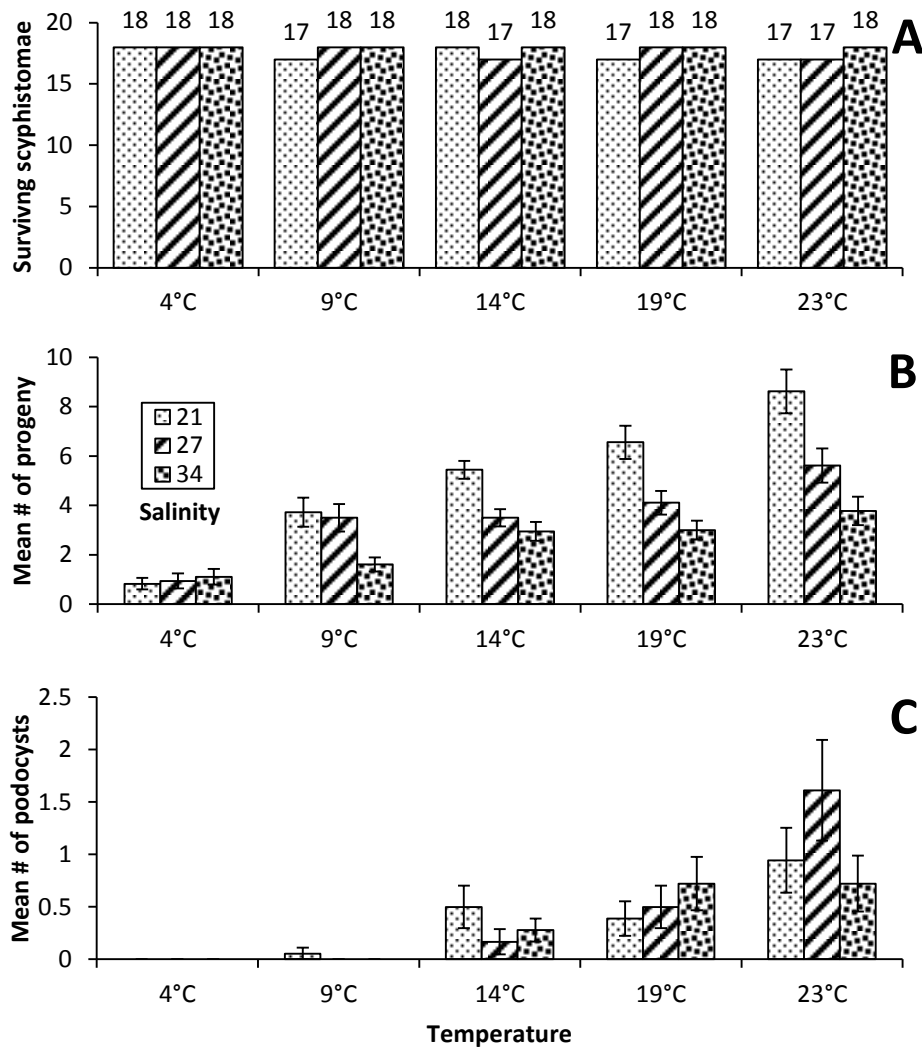 18 18 18 17 18 18 18 17 18 17 18 18 17 17 18
A
20
15
10
5
0
Survivng scyphistomae
4°C 9°C 14°C 19°C 23°C
B
10
8
6
4
2
0
Mean # of progeny
21
27
34
Salinity
4°C 9°C 14°C 19°C 23°C
C
2.5
2
1.5
1
0.5
0
Mean # of podocysts
4°C 9°C 14°C 19°C 23°C
Temperature